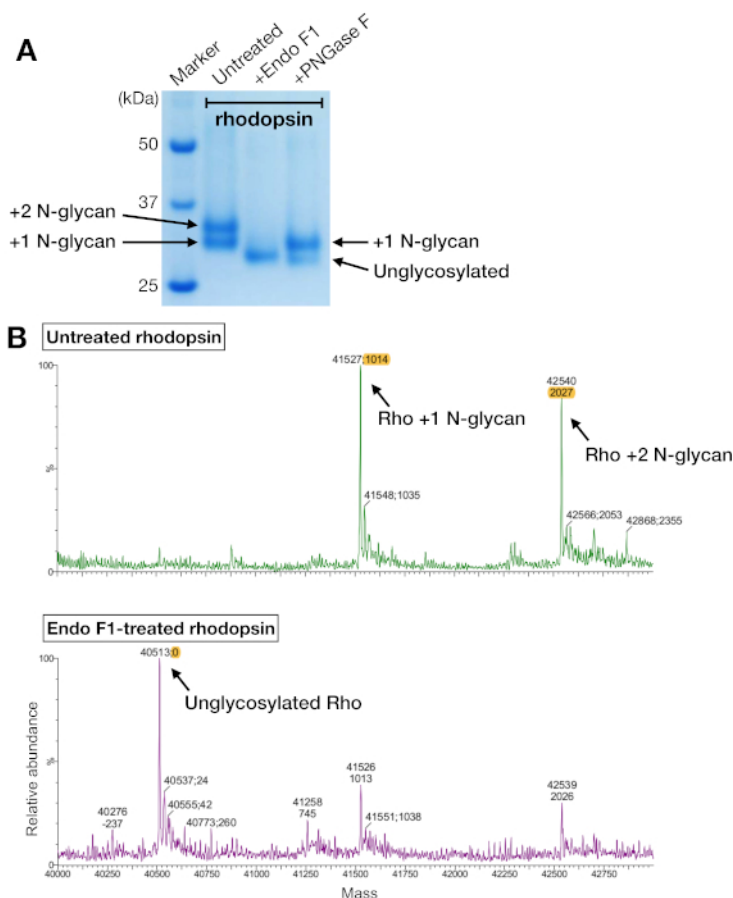 A
Marker
Untreated
+Endo F1
+PNGase F
(kDa)
rhodopsin
50
37
+2 N-glycan
+1 N-glycan
+1 N-glycan
Unglycosylated
25
B
Untreated rhodopsin
100
41527;1014
42540
2027
Rho +1 N-glycan
Rho +2 N-glycan
41548;1035
42566;2053
42868;2355
%
0
Endo F1-treated rhodopsin
100
40513;0
Unglycosylated Rho
Relative abundance
%
40537;24
40555;42
40276
-237
40773;260
41258
745
41526
1013
41551;1038
42539
2026
0
40000 40250 40500 40750 41000 41250 41500 41750 42000 42250 42500 42750
Mass